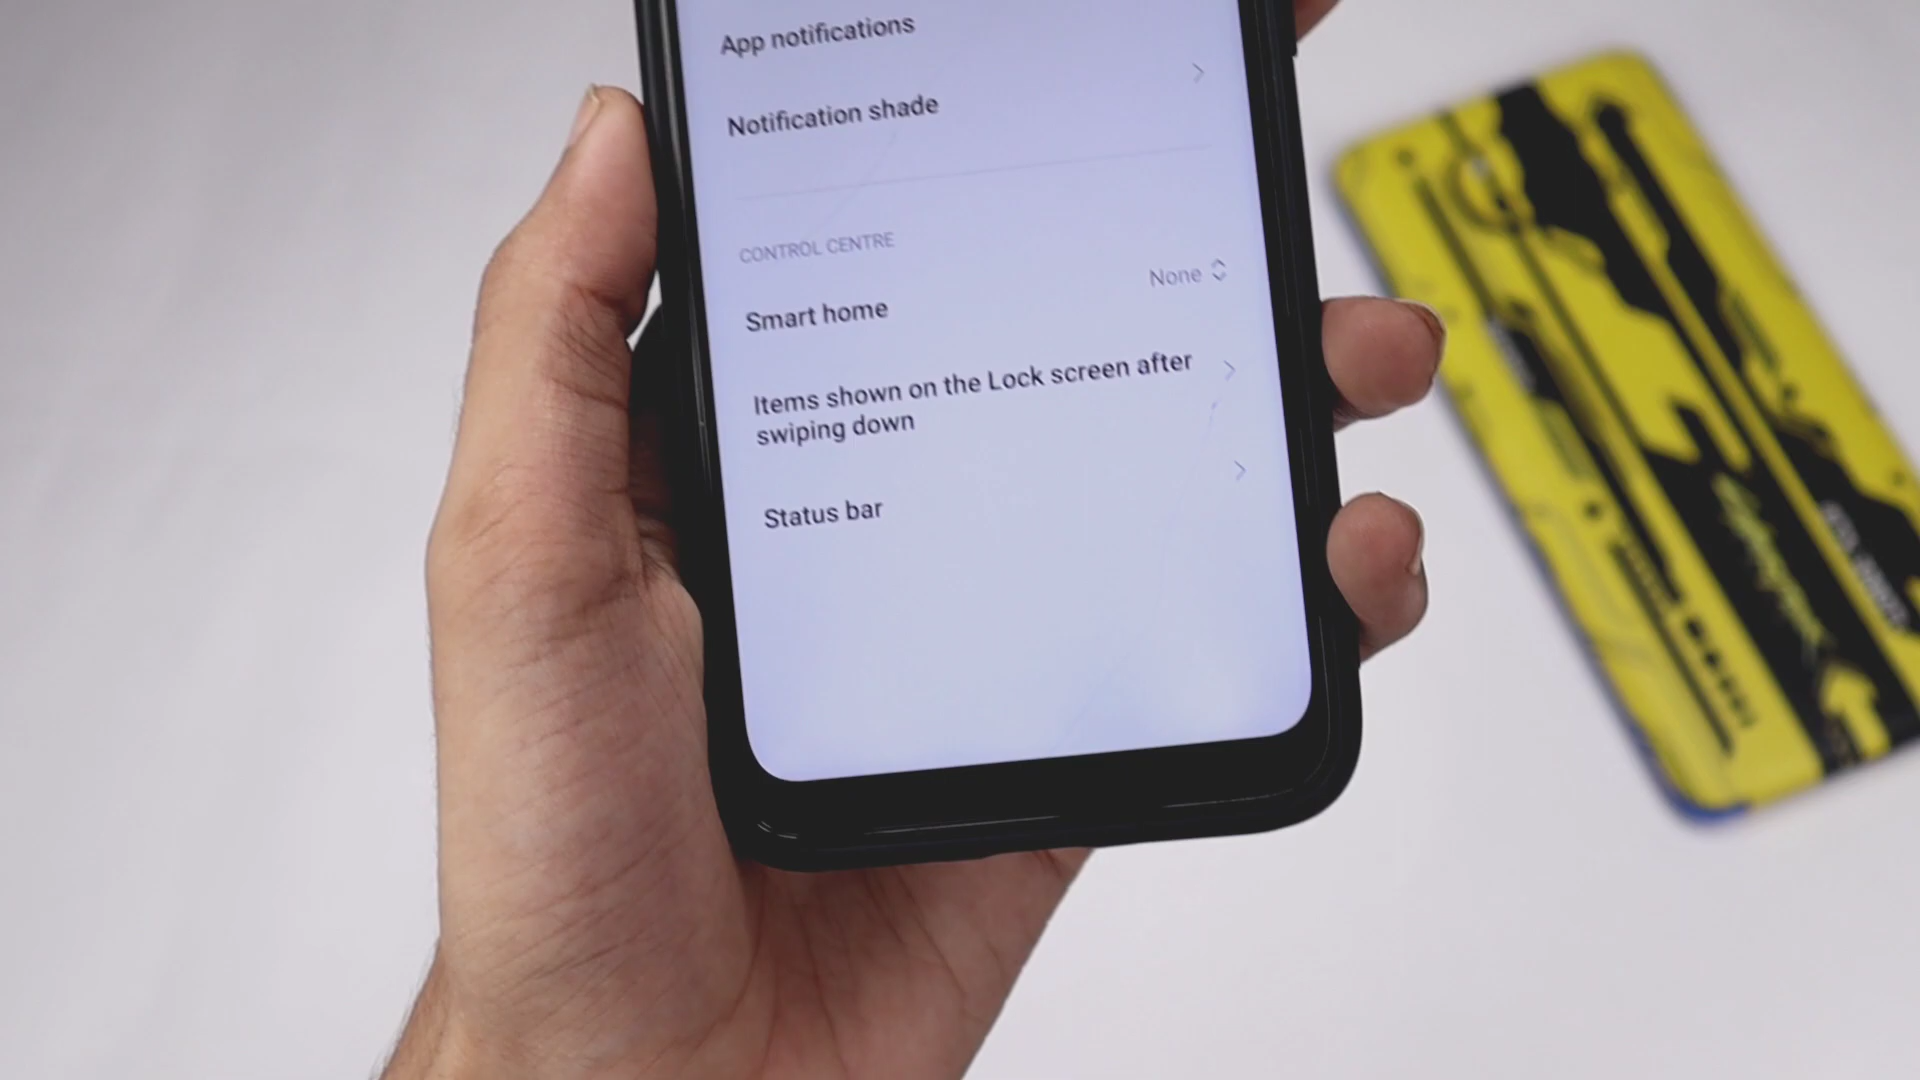 App notifications
Notification shade
CONTROL CENTRE
Smart home
None
Items shown on the Lock screen after
swiping down
Status bar